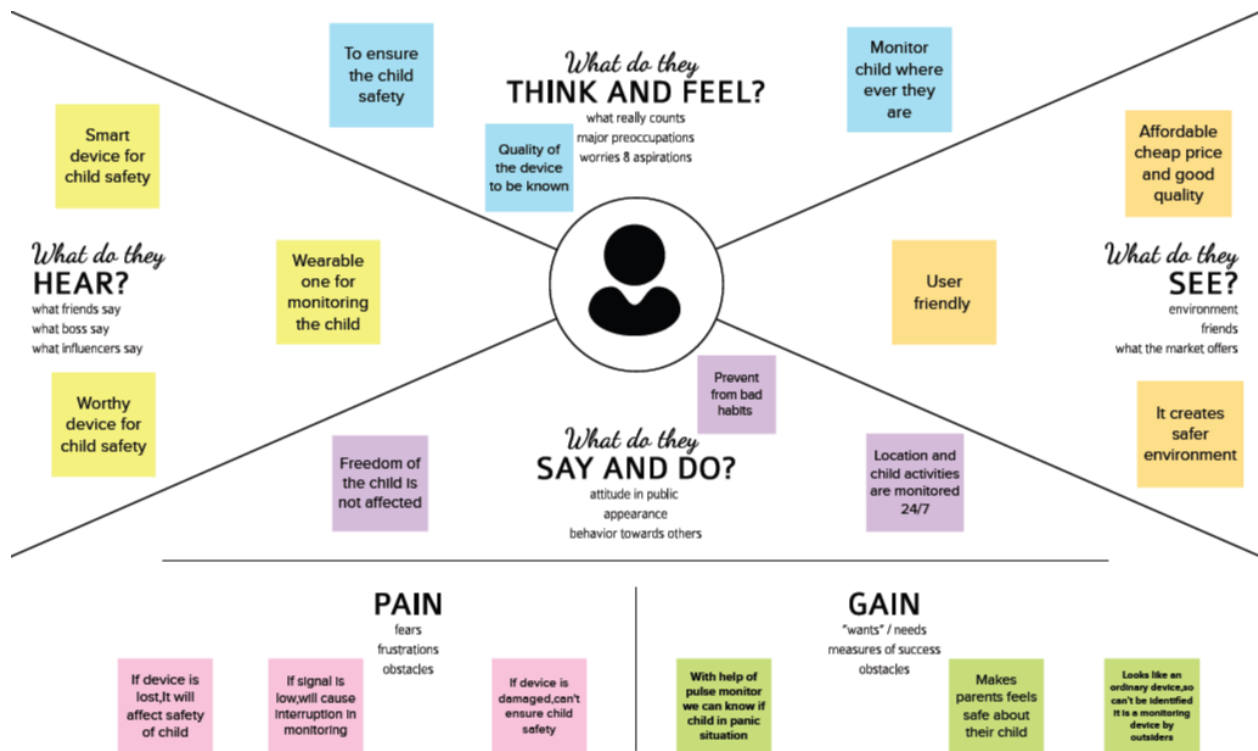 To ensure
the child
safety
What do they
THINK AND FEEL?
what really counts
major preoccupations
worries & aspirations
Quality of
the device
to be known
Monitor
child where
ever they
are
Smart
device for
child safety
What do they
HEAR?
what friends say
what boss say
what influencers say
Wearable
one for
monitoring
the child
Worthy
device for
child safety
Affordable
cheap price
and good
quality
User
friendly
What do they
SEE?
environment
friends
what the market offers
It creates
safer
environment
Prevent
from bad
habits
What do they
SAY AND DO?
attitude in public
appearance
behavior towards others
Freedom of
the child is
not affected
Location and
child activities
are monitored
24/7
PAIN
fears
frustrations
obstacles
If device is
lost,It will
affect safety
of child
If signal is
low,will cause
interruption in
monitoring
If device is
damaged,can't
ensure child
safety
GAIN
"wants" / needs
measures of success
obstacles
With help of
pulse monitor
we can know if
child in panic
situation
Makes
parents feels
safe about
their child
Looks like an
ordinary device,so
can't be identified
it is a monitoring
device by
outsiders